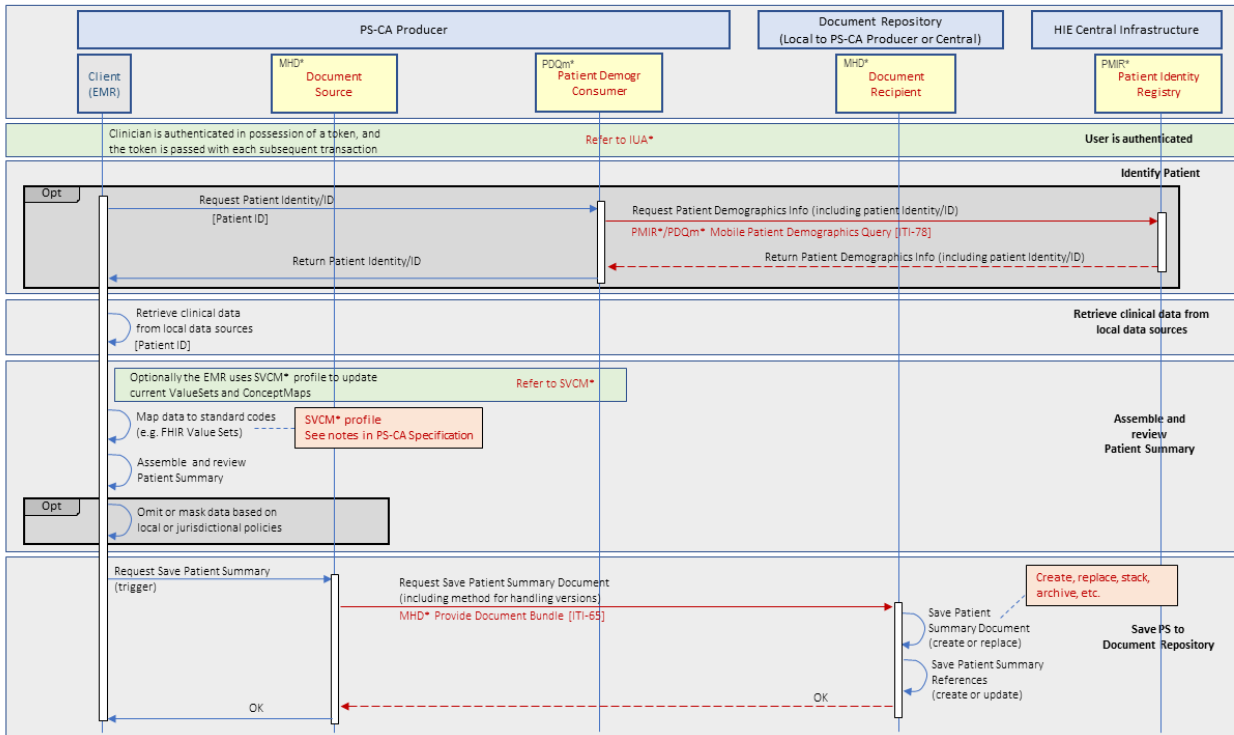 PS-CA Producer
Document Repository
(Local to PS-CA Producer or Central)
HIE Central Infrastructure
Client
(EMR)
MHD*
Document
Source
PDQm*
Patient Demogr
Consumer
MHD*
Document
Recipient
PMIR*
Patient Identity
Registry
Clinician is authenticated in possession of a token, and
the token is passed with each subsequent transaction
Refer to IUA*
User is authenticated
Identify Patient
Opt
Request Patient Identity/ID
[Patient ID]
Request Patient Demographics Info (including patient Identity/ID)
PMIR*/PDQm* Mobile Patient Demographics Query [ITI-78]
Return Patient Identity/ID
Return Patient Demographics Info (including patient Identity/ID)
Retrieve clinical data
from local data sources
[Patient ID]
Retrieve clinical data from
local data sources
Optionally the EMR uses SVCM* profile to update
current ValueSets and ConceptMaps
Refer to SVCM*
Map data to standard codes
(e.g. FHIR Value Sets)
SVCM* profile
See notes in PS-CA Specification
Assemble and
review
Patient Summary
Assemble and review
Patient Summary
Opt
Omit or mask data based on
local or jurisdictional policies
Request Save Patient Summary
(trigger)
Request Save Patient Summary Document
(including method for handling versions)
MHD* Provide Document Bundle [ITI-65]
Create, replace, stack,
archive, etc.
Save Patient
Summary Document
(create or replace)
Save PS to
Document Repository
Save Patient Summary
References
(create or update)
OK
OK